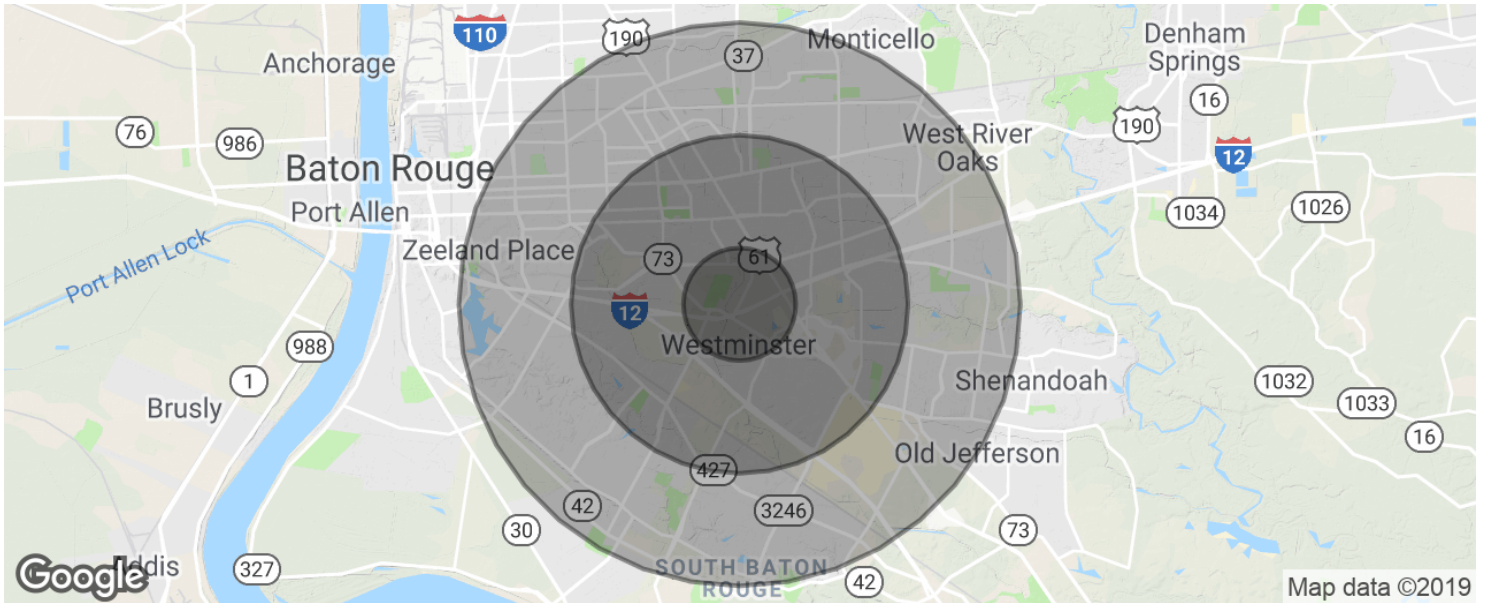 110
190
Monticello
Denham
Springs
Anchorage
37
16
76
986
190
West River
Oaks
12
Baton Rouge
Port Allen
1034
1026
Zeeland Place
Port Allen Lock
73
61
12
Westminster
988
1
Brusly
Shenandoah
1032
1033
16
Old Jefferson
427
42
3246
30
73
327
SOUTH BATON
ROUGE
42
Addis
Google
Map data ©2019